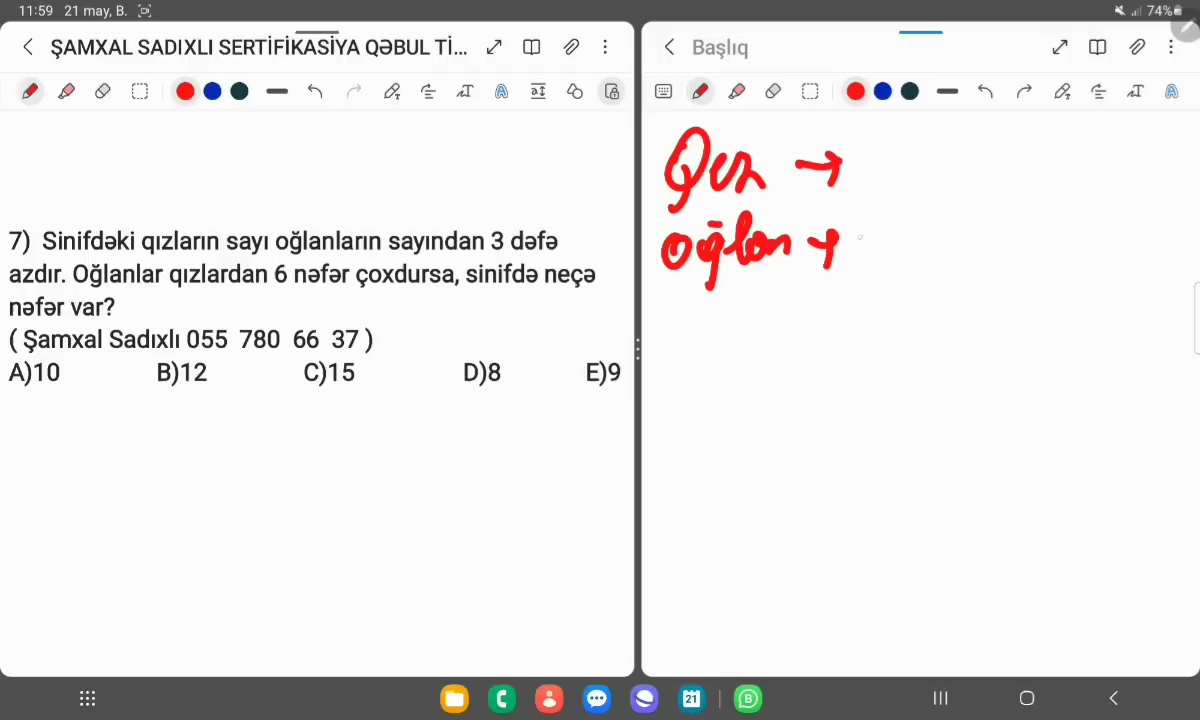 11:59 21 may, B.
74%
ŞAMXAL SADIXLI SERTİFİKASİYA QƏBUL Tİ...
Başlıq
7) Sinifdəki qızların sayı oğlanların sayından 3 dəfə
azdır. Oğlanlar qızlardan 6 nəfər çoxdursa, sinifdə neçə
nəfər var?
( Şamxal Sadıxlı 055 780 66 37 )
A)10 B)12 C)15 D)8 E)9
Qız →
Oğlan →
21